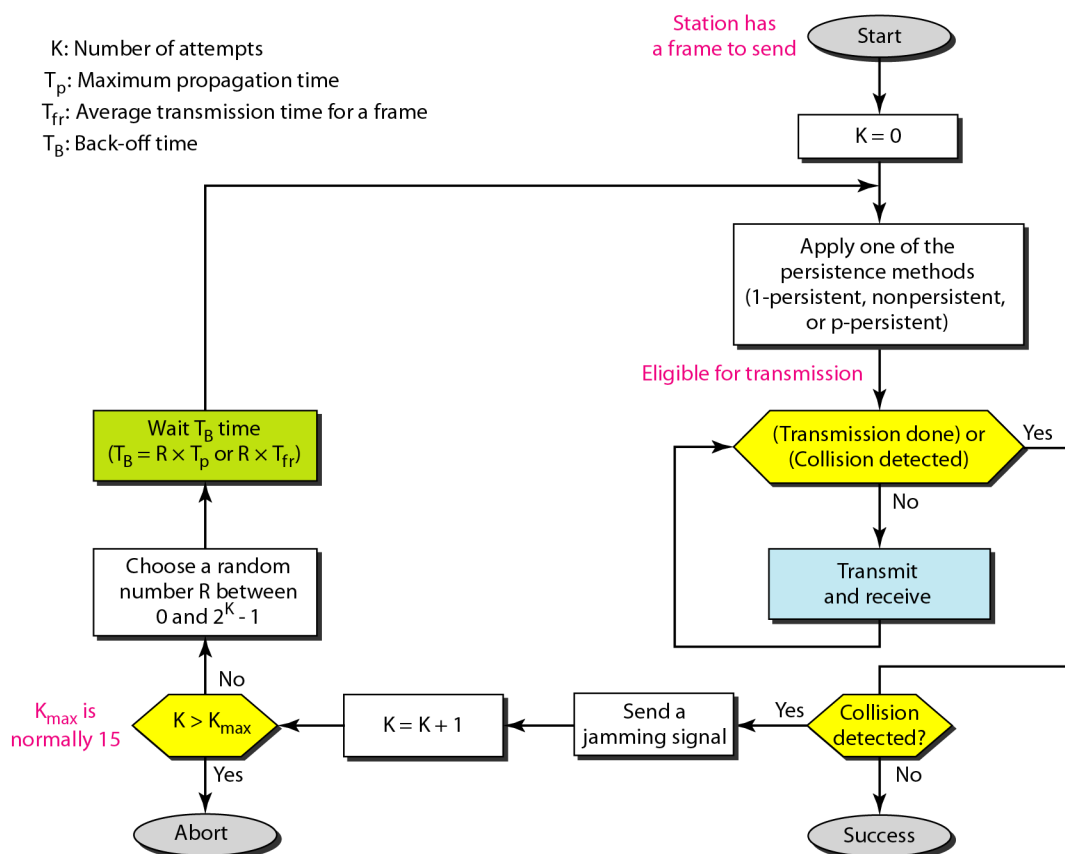 K: Number of attempts
Tp: Maximum propagation time
Tfr: Average transmission time for a frame
TB: Back-off time
Station has
a frame to send
Start
K = 0
Apply one of the
persistence methods
(1-persistent, nonpersistent,
or p-persistent)
Eligible for transmission
(Transmission done) or
(Collision detected)
Yes
No
Transmit
and receive
Wait TB time
(TB = R × Tp or R × Tfr)
Choose a random
number R between
0 and 2^K - 1
No
Kmax is
normally 15
K > Kmax
Yes
Abort
K = K + 1
Send a
jamming signal
Yes
Collision
detected?
No
Success